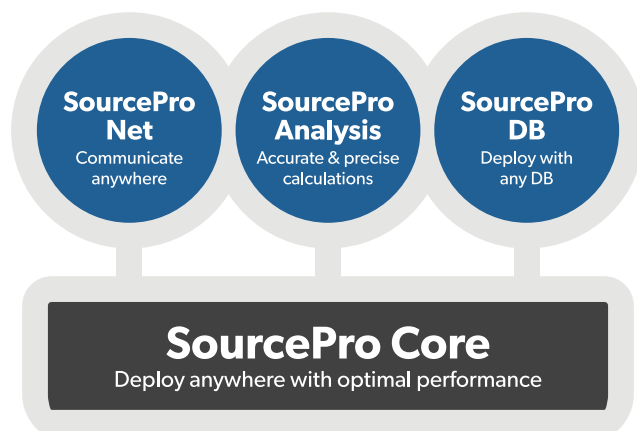 SourcePro
Net
Communicate
anywhere
SourcePro
Analysis
Accurate & precise
calculations
SourcePro
DB
Deploy with
any DB
SourcePro Core
Deploy anywhere with optimal performance